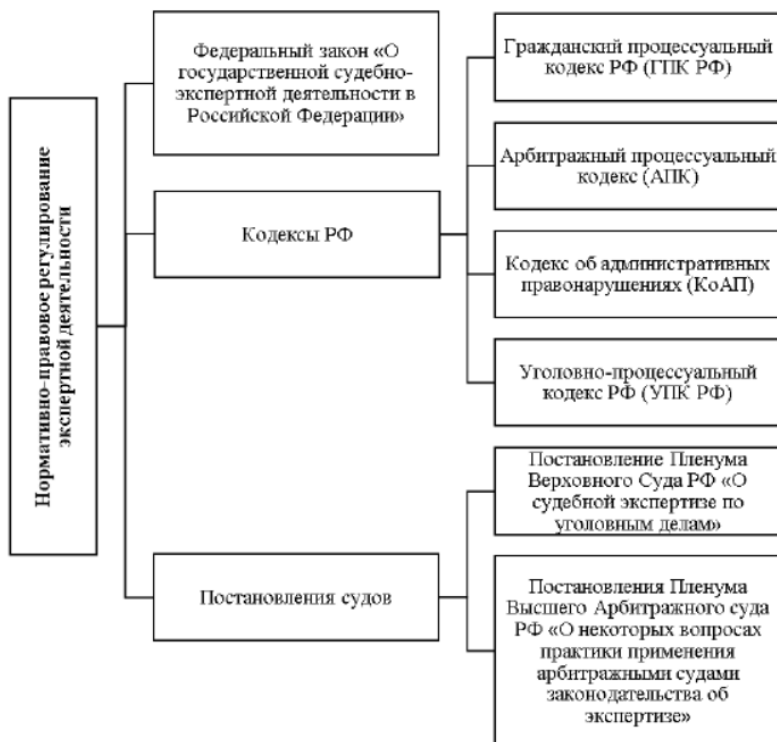 Нормативно-правовое регулирование
экспертной деятельности
Федеральный закон «О
государственной судебно-
экспертной деятельности в
Российской Федерации»
Кодексы РФ
Гражданский процессуальный
кодекс РФ (ГПК РФ)
Арбитражный процессуальный
кодекс (АПК)
Кодекс об административных
правонарушениях (КоАП)
Уголовно-процессуальный
кодекс РФ (УПК РФ)
Постановления судов
Постановление Пленума
Верховного Суда РФ «О
судебной экспертизе по
уголовным делам»
Постановления Пленума
Высшего Арбитражного суда
РФ «О некоторых вопросах
практики применения
арбитражными судами
законодательства об
экспертизе»